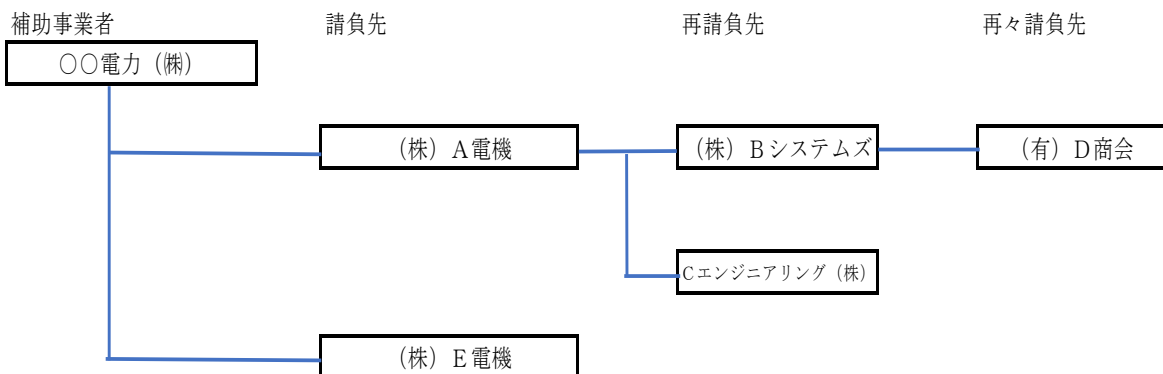 補助事業者 請負先 再請負先 再々請負先
〇〇電力(㈱)
(株)A電機 (株)Bシステムズ (有)D商会
Cエンジニアリング(株)
(株)E電機